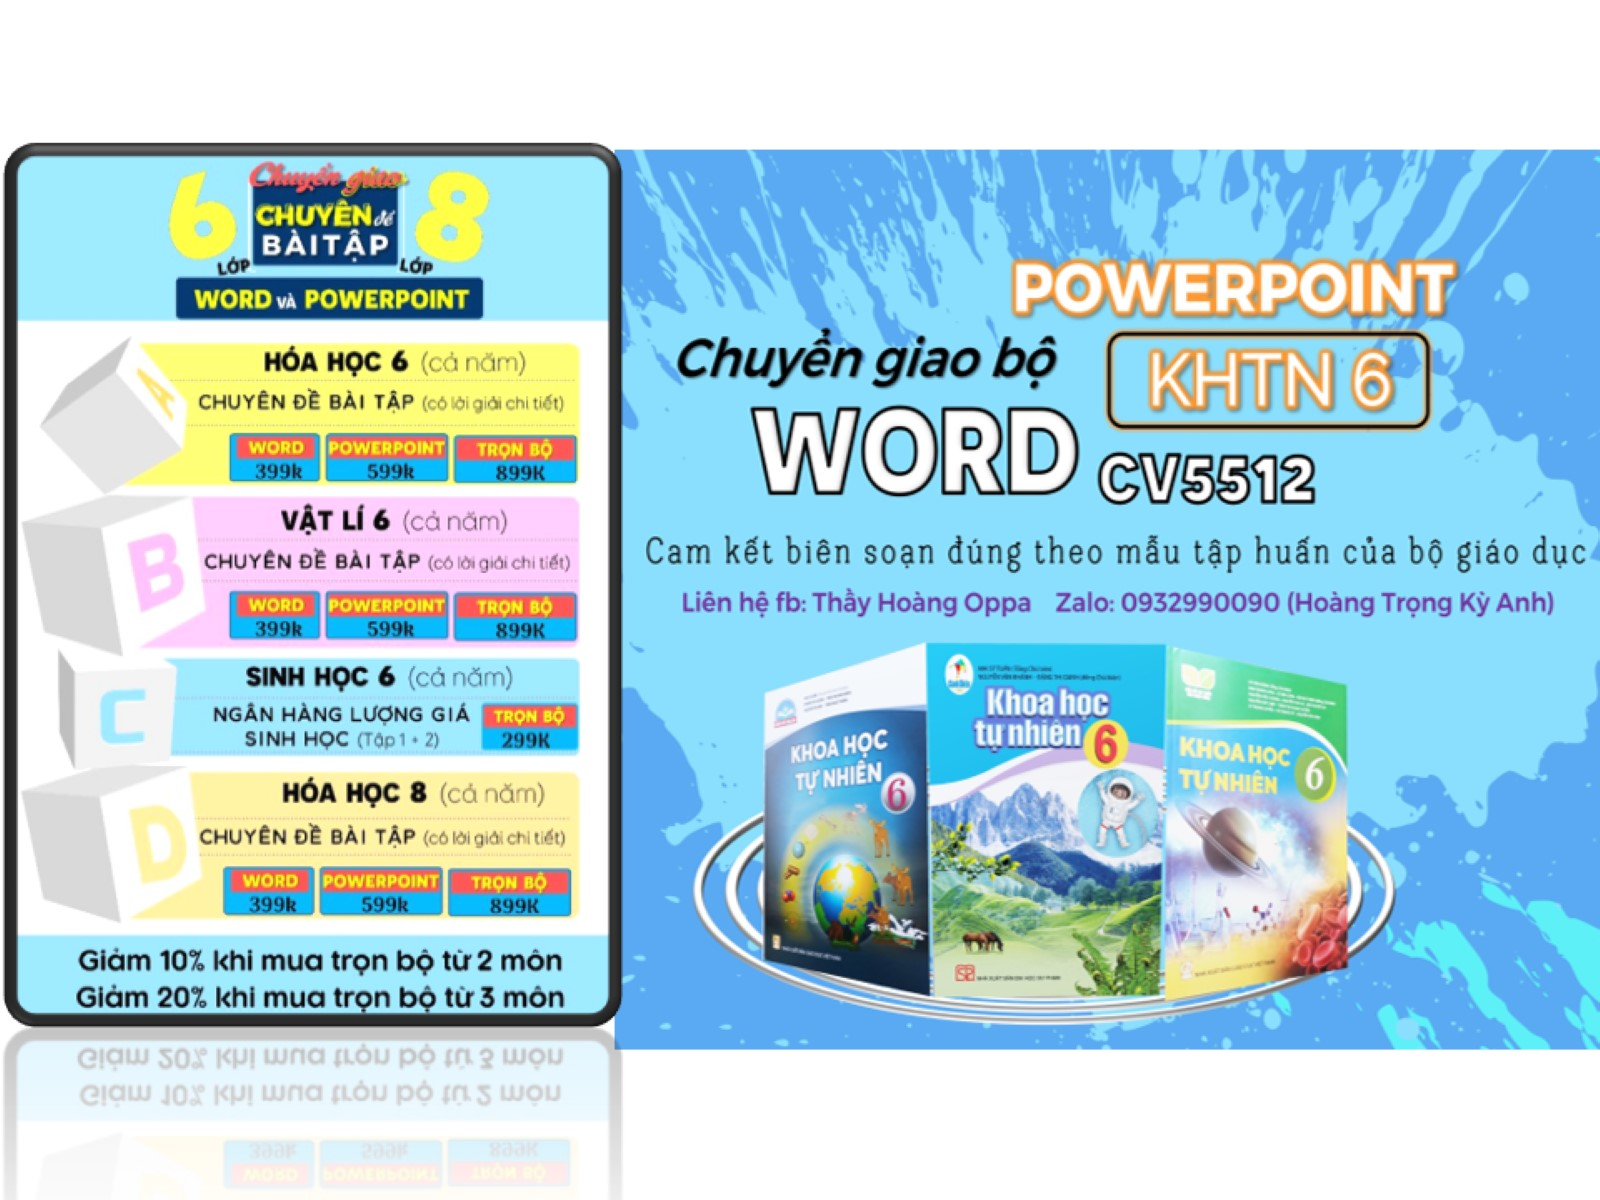 Chuyển giao
6 CHUYÊN đề 8
LỚP BÀI TẬP LỚP
WORD VÀ POWERPOINT
A
HÓA HỌC 6 (cả năm)
CHUYÊN ĐỀ BÀI TẬP (có lời giải chi tiết)
WORD POWERPOINT TRỌN BỘ
399k 599k 899K
B
VẬT LÍ 6 (cả năm)
CHUYÊN ĐỀ BÀI TẬP (có lời giải chi tiết)
WORD POWERPOINT TRỌN BỘ
399k 599k 899K
C
SINH HỌC 6 (cả năm)
NGÂN HÀNG LƯỢNG GIÁ
SINH HỌC (Tập 1 + 2)
TRỌN BỘ
299K
D
HÓA HỌC 8 (cả năm)
CHUYÊN ĐỀ BÀI TẬP (có lời giải chi tiết)
WORD POWERPOINT TRỌN BỘ
399k 599k 899K
Giảm 10% khi mua trọn bộ từ 2 môn
Giảm 20% khi mua trọn bộ từ 3 môn
POWERPOINT
Chuyển giao bộ KHTN 6
WORD CV5512
Cam kết biên soạn đúng theo mẫu tập huấn của bộ giáo dục
Liên hệ fb: Thầy Hoàng Oppa Zalo: 0932990090 (Hoàng Trọng Kỳ Anh)
KHOA HỌC
TỰ NHIÊN 6
Khoa học
tự nhiên 6
KHOA HỌC
TỰ NHIÊN 6